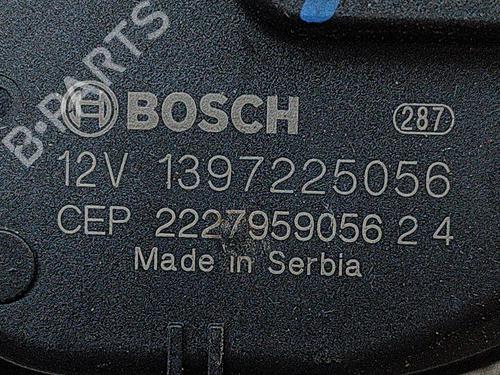 B·PARTS
BOSCH 287
12V 1397225056
CEP 2227959056 2 4
Made in Serbia